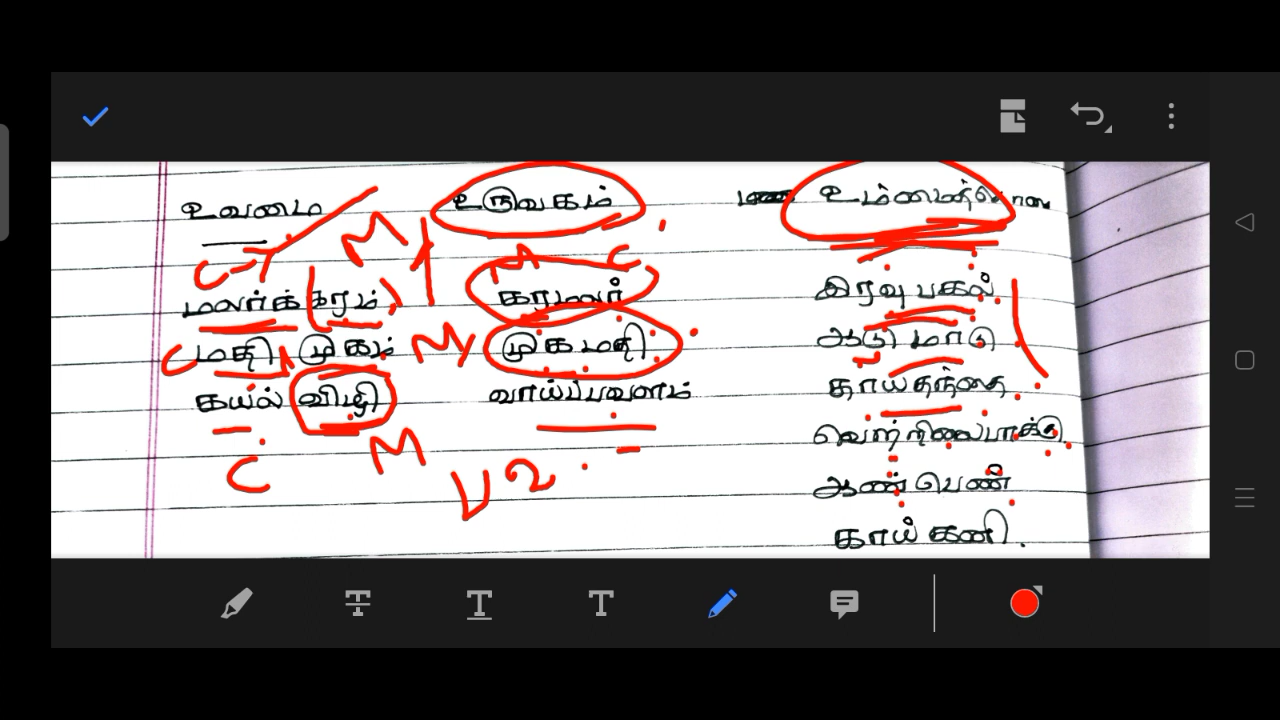 உவமை உருவகம் உம்மைத்தொகை
மலர்க் கரம் கரமலர் இரவு பகல்
மதி முகம் முகமதி ஆடு மாடு
கயல் விழி வாய்ப்பவளம் தாய்தந்தை
வெற்றிலைபாக்கு
ஆண் பெண்
காய் கனி.